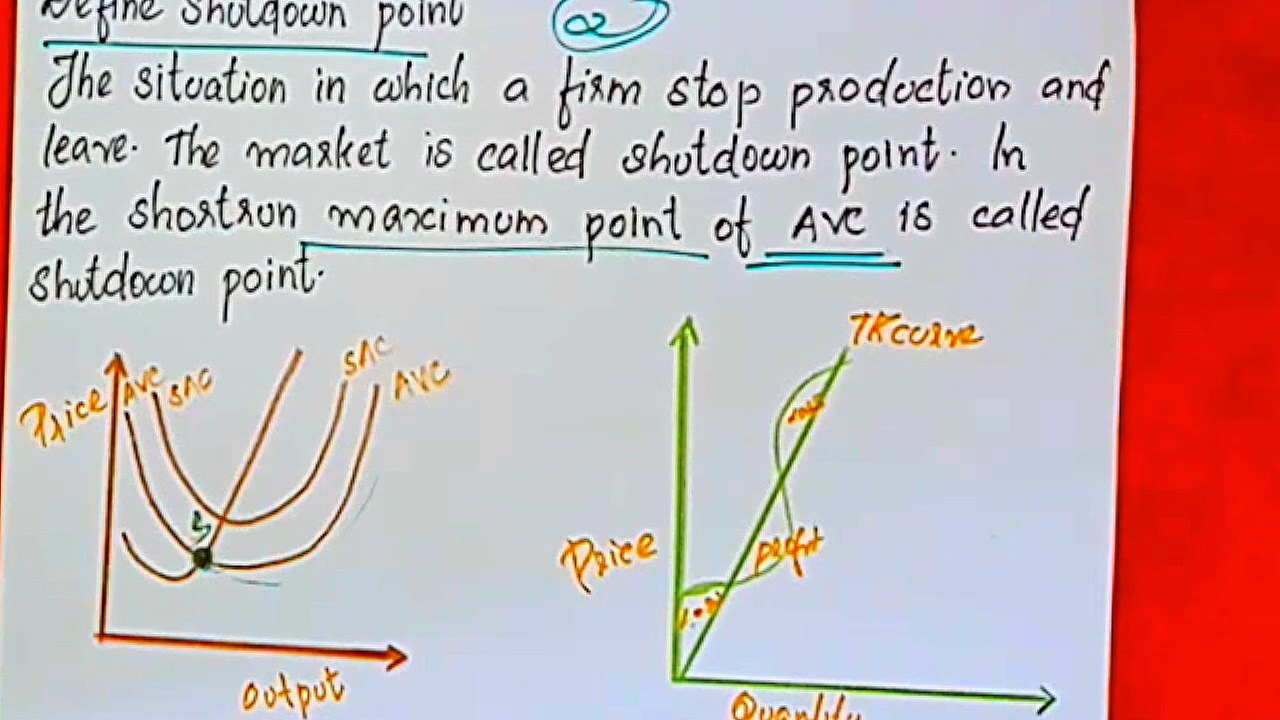 Define Shutdown point
2
The situation in which a firm stop production and
leave. The market is called shutdown point. In
the shortrun maximum point of AVC is called
shutdown point.
Price AVC SAC SAC AVC
Output
TR curve
Price
loss
profit
Quantity